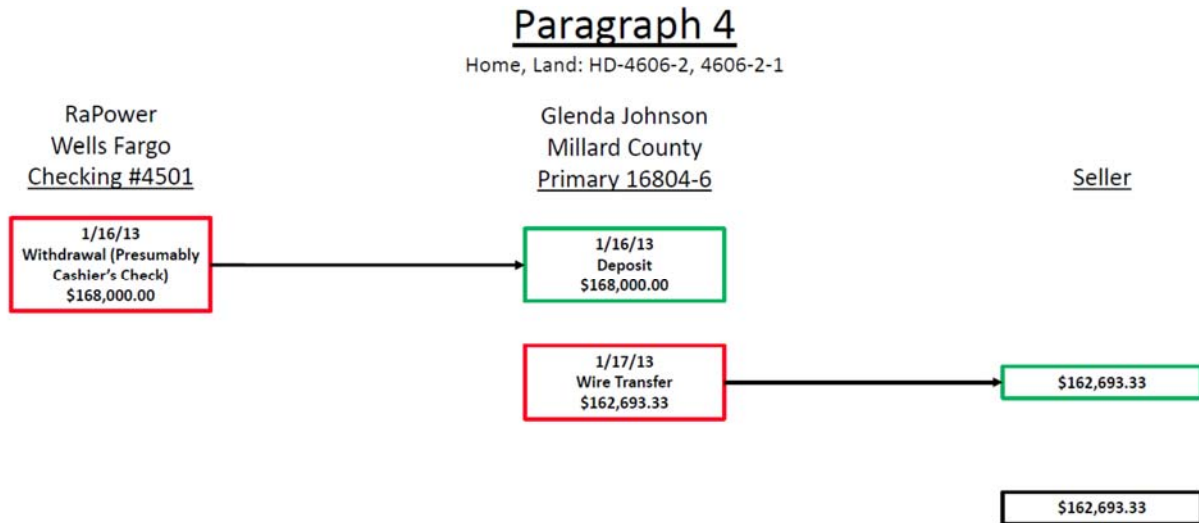 Paragraph 4
Home, Land: HD-4606-2, 4606-2-1
RaPower
Wells Fargo
Checking #4501
Glenda Johnson
Millard County
Primary 16804-6
Seller
1/16/13
Withdrawal (Presumably
Cashier's Check)
$168,000.00
1/16/13
Deposit
$168,000.00
1/17/13
Wire Transfer
$162,693.33
$162,693.33
$162,693.33